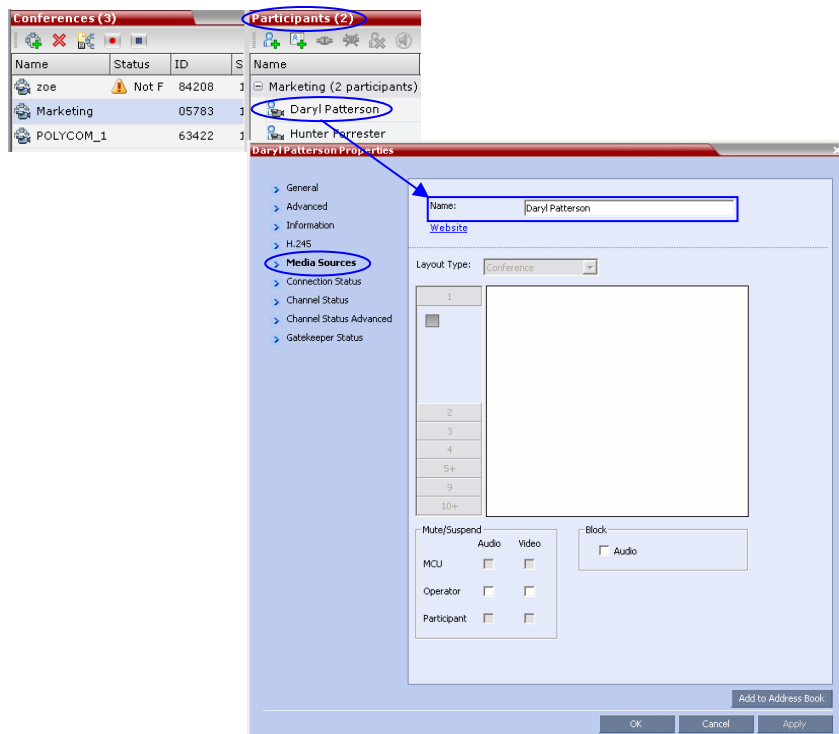 Conferences (3)
Name Status ID S
zoe Not F 84208 1
Marketing 05783 1
POLYCOM_1 63422 1
Participants (2)
Name
Marketing (2 participants)
Daryl Patterson
Hunter Forrester
Daryl Patterson Properties
General
Advanced
Information
H.245
Media Sources
Connection Status
Channel Status
Channel Status Advanced
Gatekeeper Status
Name: Daryl Patterson
Website
Layout Type: Conference
1
2
3
4
5+
9
10+
Mute/Suspend
Audio Video
MCU
Operator
Participant
Block
Audio
Add to Address Book
OK Cancel Apply